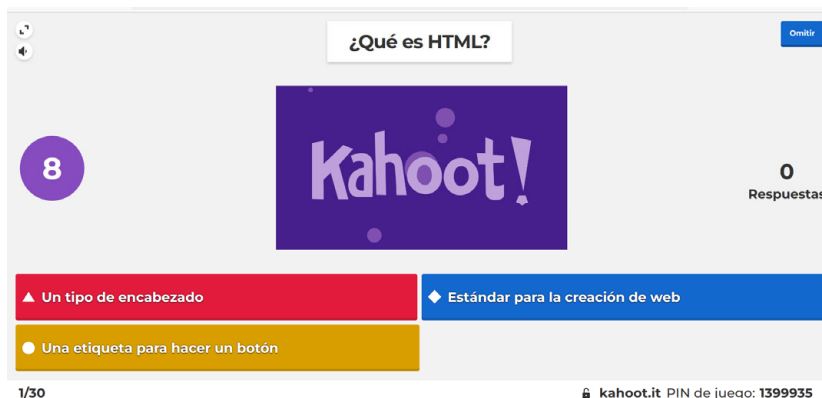 ¿Qué es HTML?
Omitir
Kahoot!
8
0
Respuestas
Un tipo de encabezado
Estándar para la creación de web
Una etiqueta para hacer un botón
1/30
kahoot.it PIN de juego: 1399935